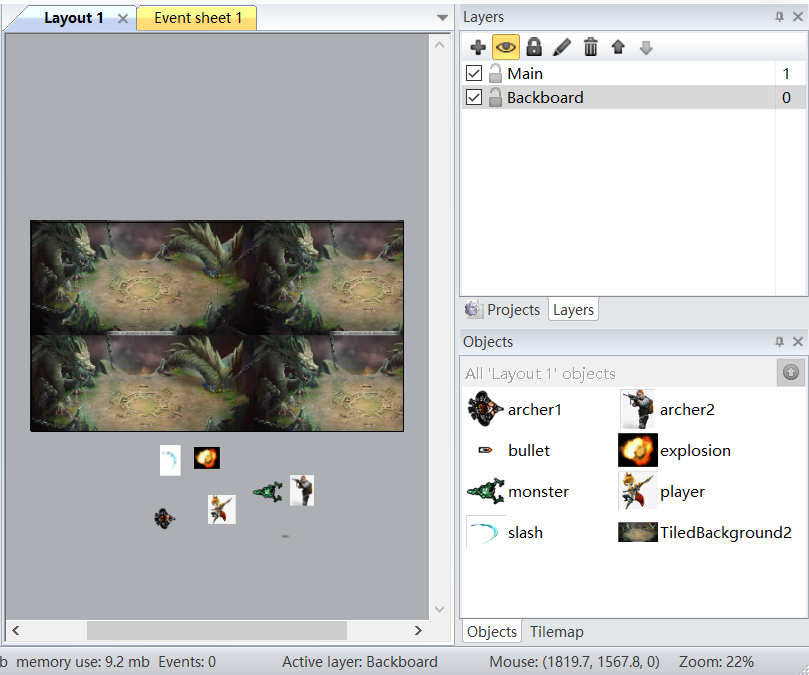 Layout 1
Event sheet 1
Layers
Main 1
Backboard 0
Projects Layers
Objects
All 'Layout 1' objects
archer1 archer2
bullet explosion
monster player
slash TiledBackground2
Objects Tilemap
b memory use: 9.2 mb Events: 0 Active layer: Backboard Mouse: (1819.7, 1567.8, 0) Zoom: 22%